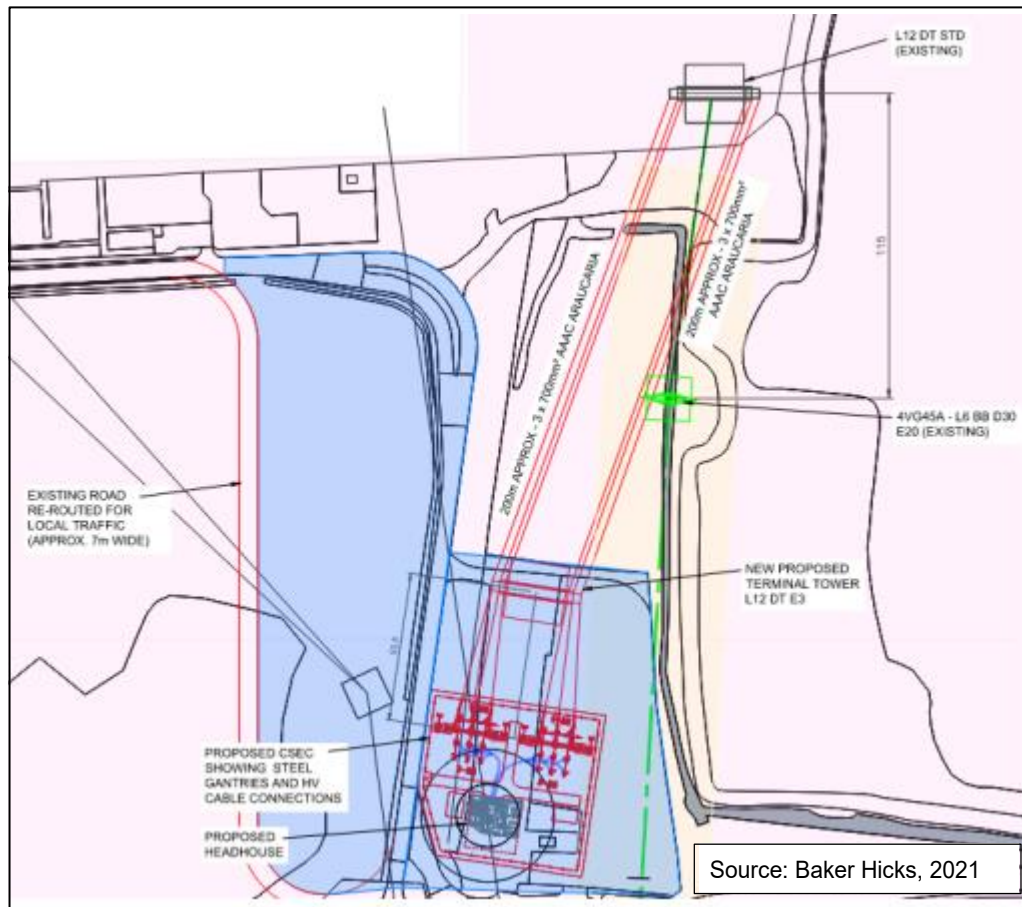 L12 DT STD
(EXISTING)
115
200m APPROX - 3 x 700mm² AAAC ARAUCARIA
200m APPROX - 3 x 700mm²
AAAC ARAUCARIA
4VG45A - L6 BB D30
E20 (EXISTING)
EXISTING ROAD
RE-ROUTED FOR
LOCAL TRAFFIC
(APPROX. 7m WIDE)
NEW PROPOSED
TERMINAL TOWER
L12 DT E3
PROPOSED CSEC
SHOWING STEEL
GANTRIES AND HV
CABLE CONNECTIONS
PROPOSED
HEADHOUSE
Source: Baker Hicks, 2021